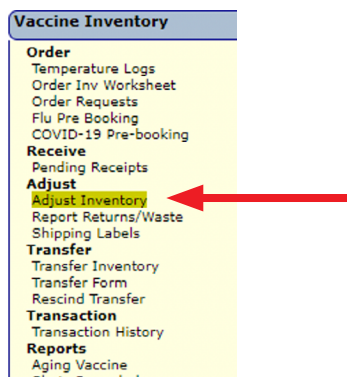 Vaccine Inventory
Order
Temperature Logs
Order Inv Worksheet
Order Requests
Flu Pre Booking
COVID-19 Pre-booking
Receive
Pending Receipts
Adjust
Adjust Inventory
Report Returns/Waste
Shipping Labels
Transfer
Transfer Inventory
Transfer Form
Rescind Transfer
Transaction
Transaction History
Reports
Aging Vaccine